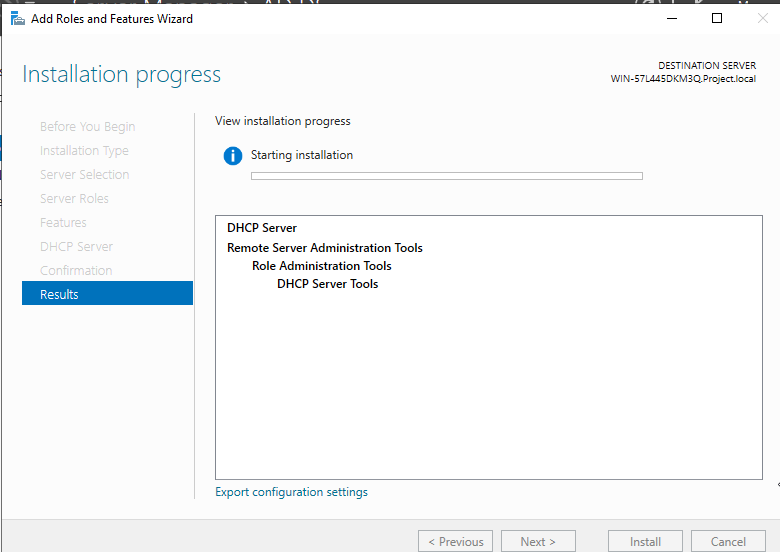 Add Roles and Features Wizard
Installation progress
DESTINATION SERVER
WIN-57L445DKM3Q.Project.local
Before You Begin
Installation Type
Server Selection
Server Roles
Features
DHCP Server
Confirmation
Results
View installation progress
Starting installation
DHCP Server
Remote Server Administration Tools
Role Administration Tools
DHCP Server Tools
Export configuration settings
< Previous
Next >
Install
Cancel